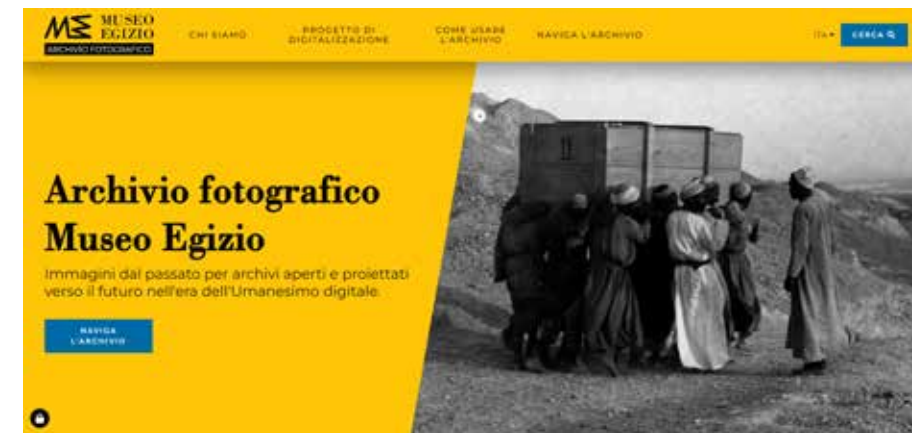 MUSEO
EGIZIO
ARCHIVIO FOTOGRAFICO
CHI SIAMO
PROGETTO DI
DIGITALIZZAZIONE
COME USARE
L'ARCHIVIO
NAVIGA L'ARCHIVIO
ITA
CERCA
Archivio fotografico
Museo Egizio
Immagini dal passato per archivi aperti e proiettati
verso il futuro nell'era dell'Umanesimo digitale.
NAVIGA
L'ARCHIVIO